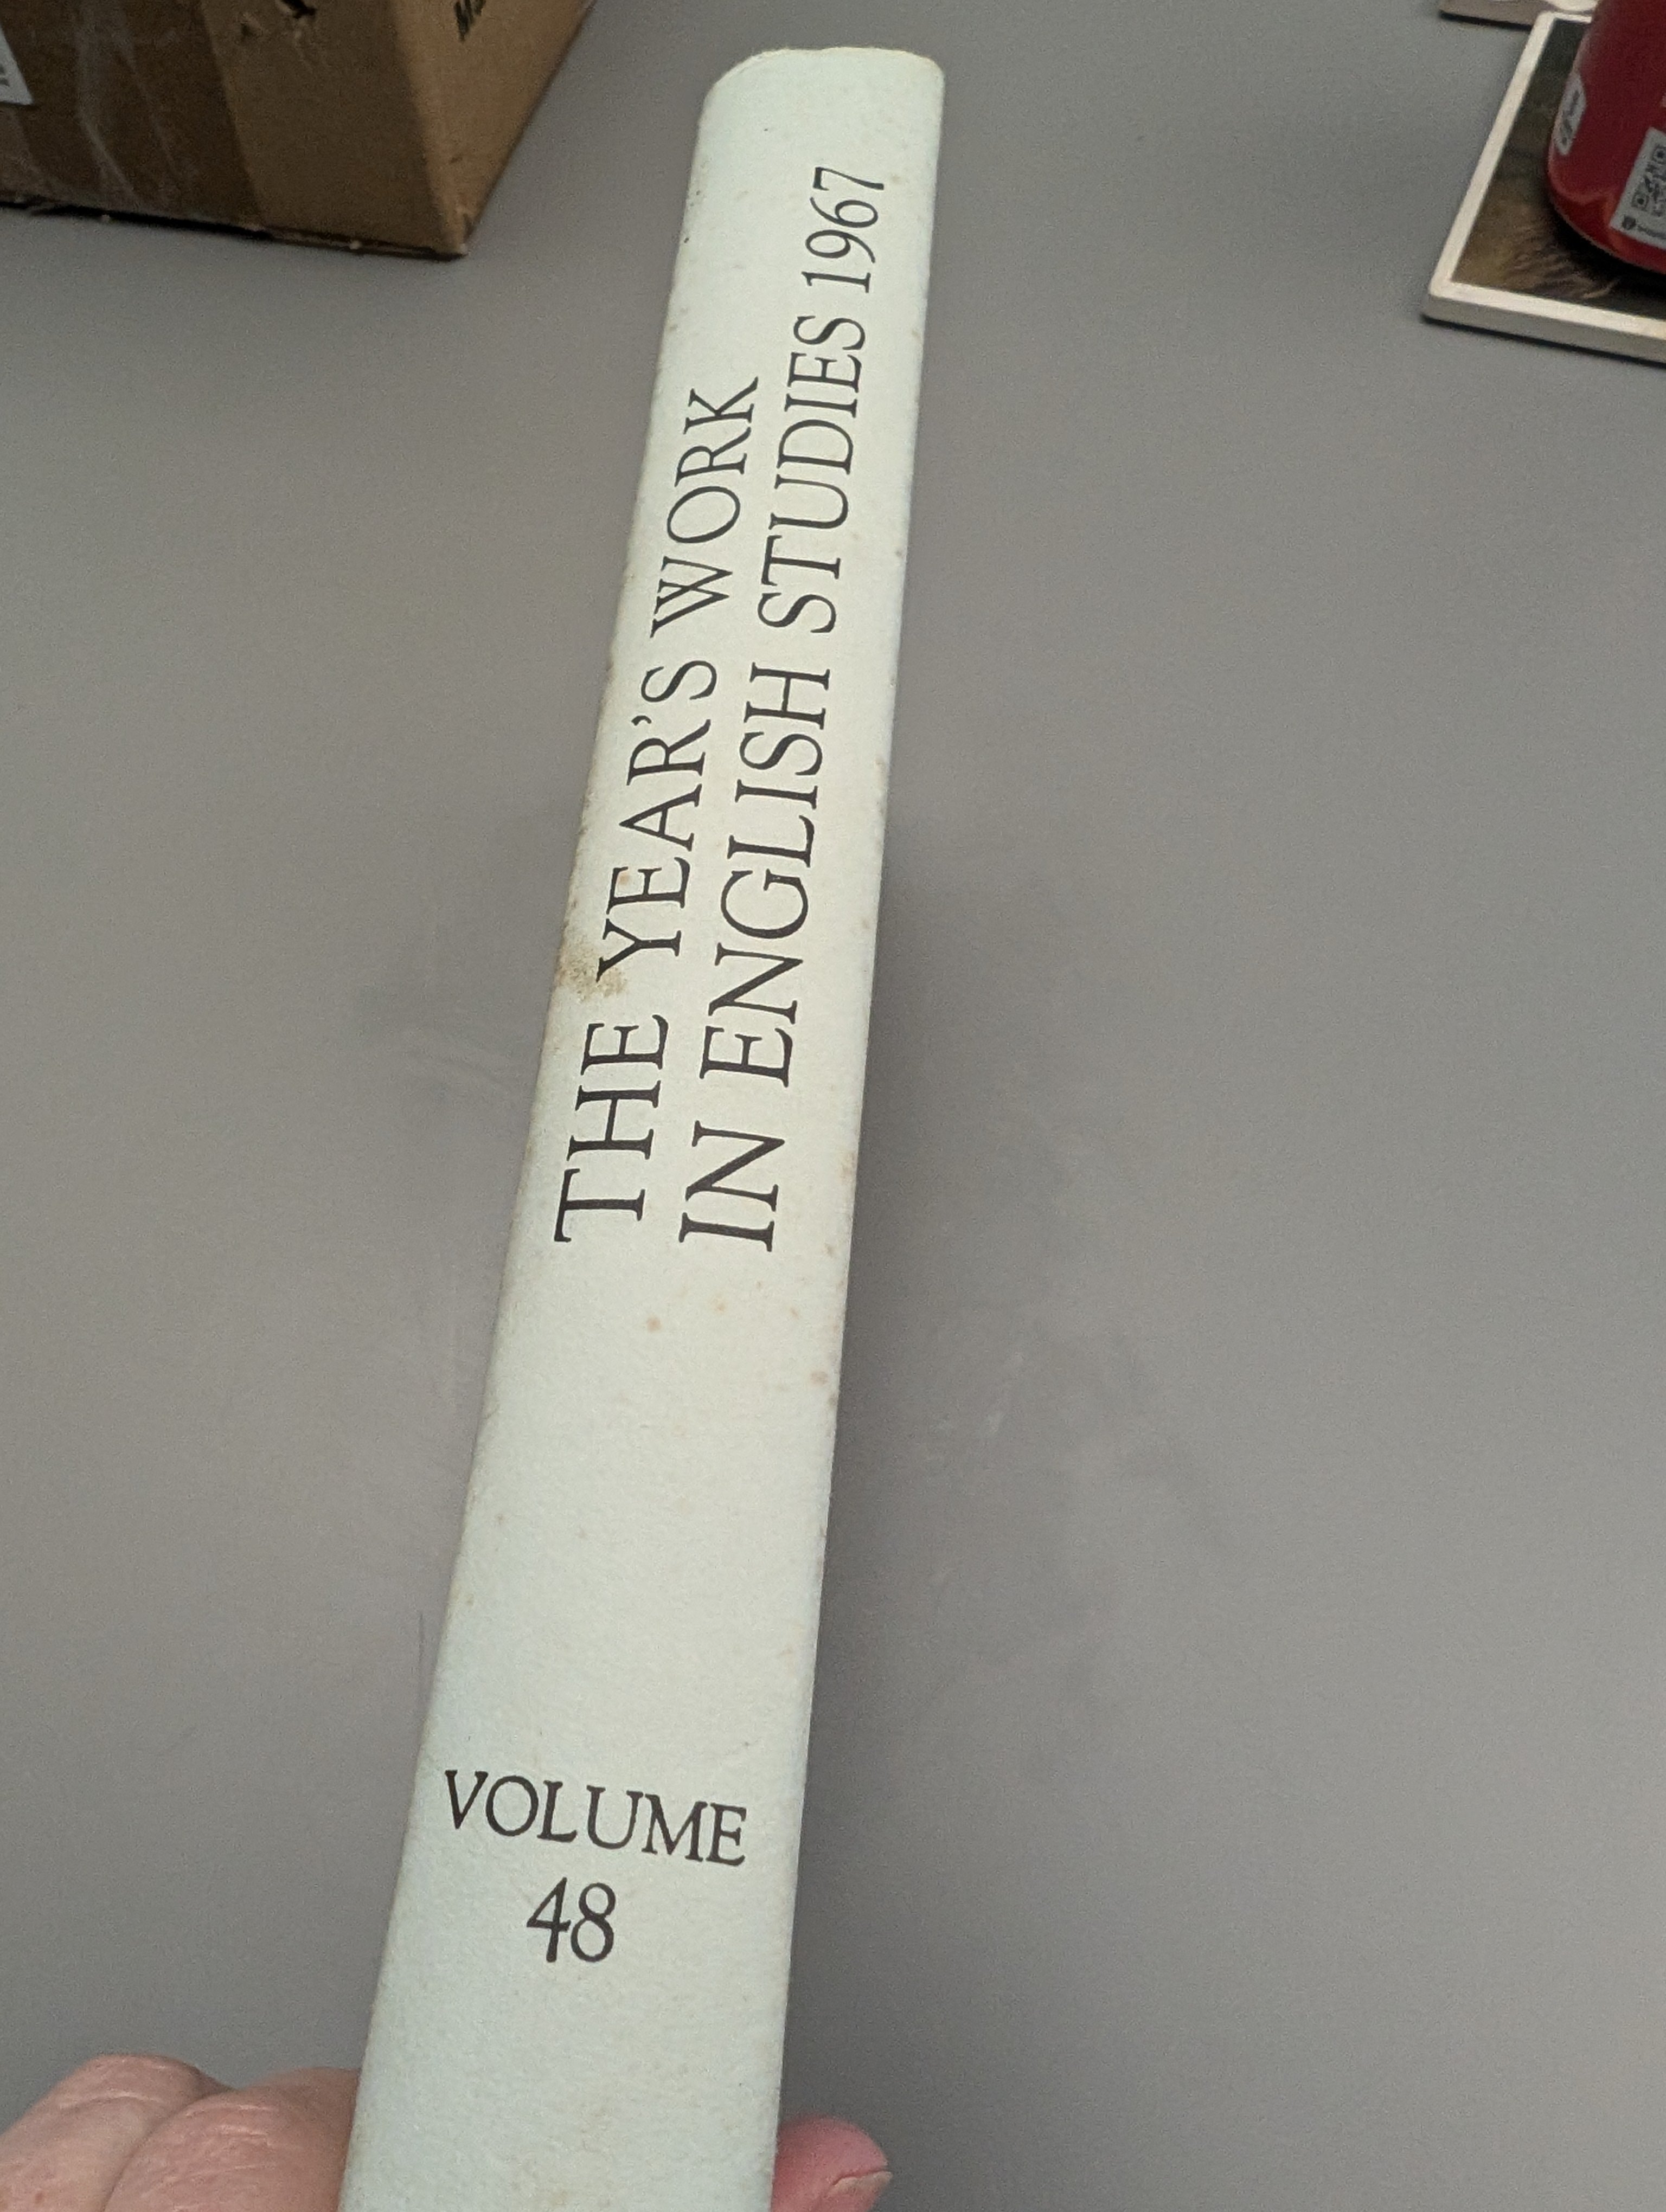 THE YEAR'S WORK
IN ENGLISH STUDIES 1967
VOLUME
48